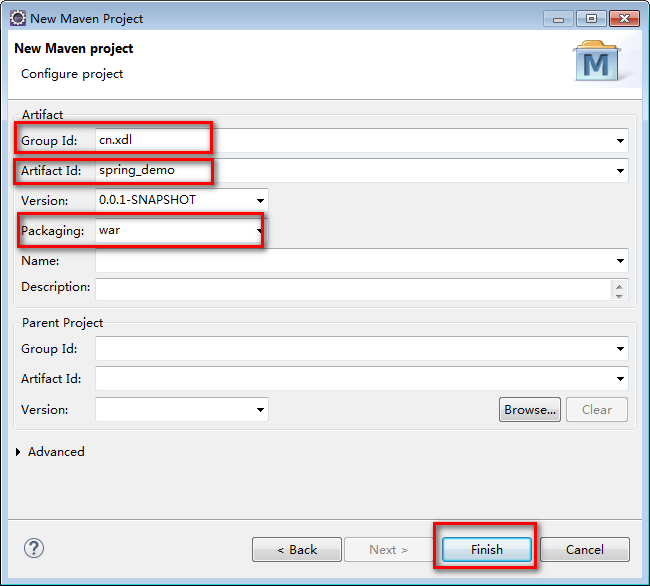 New Maven Project
New Maven project
Configure project
M
Artifact
Group Id: cn.xdl
Artifact Id: spring_demo
Version: 0.0.1-SNAPSHOT
Packaging: war
Name:
Description:
Parent Project
Group Id:
Artifact Id:
Version: Browse... Clear
Advanced
? < Back Next > Finish Cancel